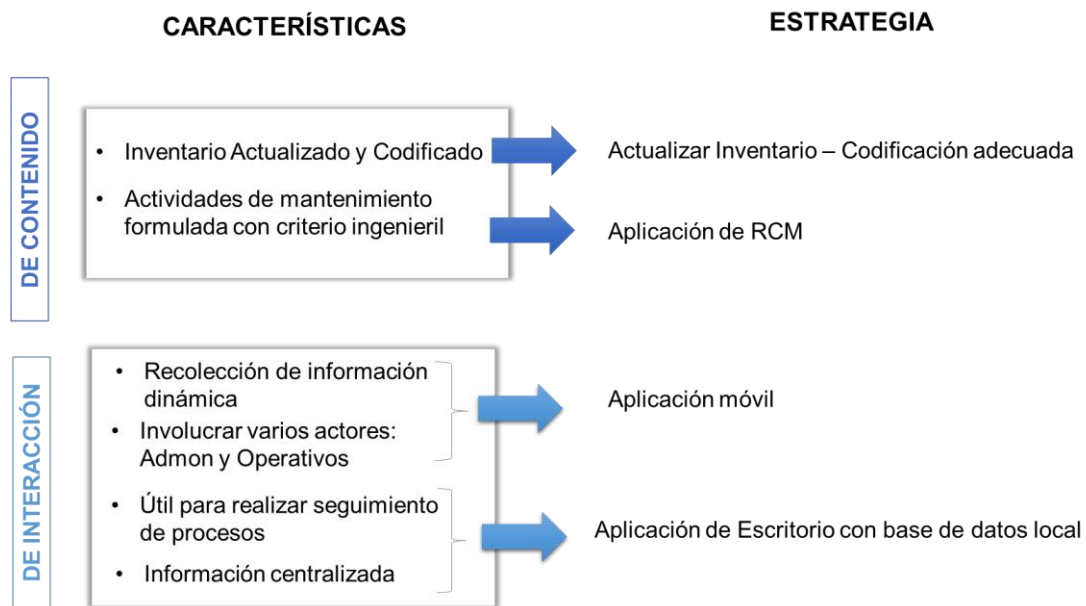 CARACTERÍSTICAS
ESTRATEGIA
DE CONTENIDO
• Inventario Actualizado y Codificado
Actualizar Inventario – Codificación adecuada
• Actividades de mantenimiento
formulada con criterio ingenieril
Aplicación de RCM
DE INTERACCIÓN
• Recolección de información
dinámica
• Involucrar varios actores:
Admon y Operativos
Aplicación móvil
• Útil para realizar seguimiento
de procesos
• Información centralizada
Aplicación de Escritorio con base de datos local